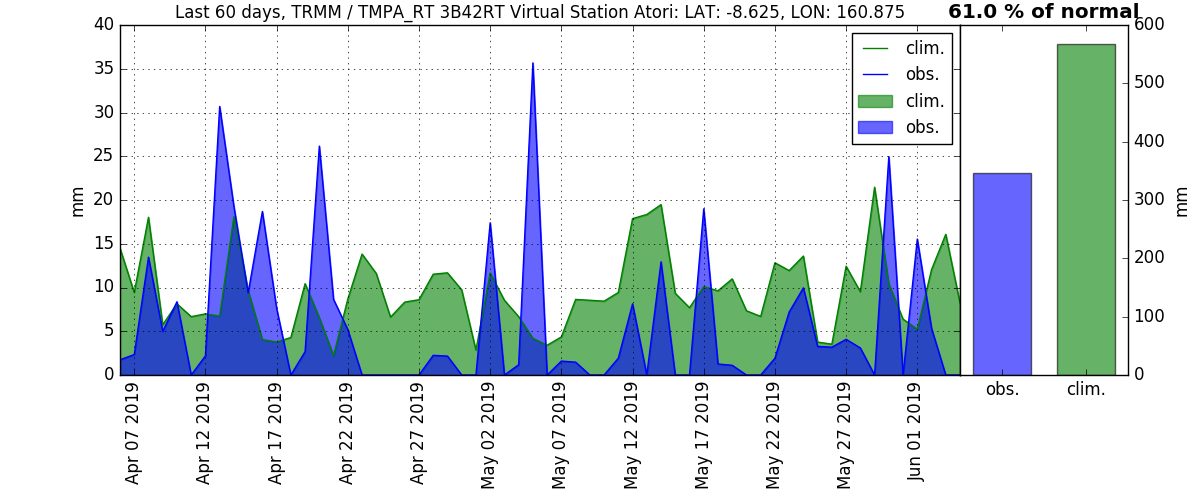 Last 60 days, TRMM / TMPA_RT 3B42RT Virtual Station Atori: LAT: -8.625, LON: 160.875
61.0 % of normal
40
35
30
25
20
15
10
5
0
mm
clim.
obs.
clim.
obs.
600
500
400
300
200
100
0
mm
obs.
clim.
Apr 07 2019
Apr 12 2019
Apr 17 2019
Apr 22 2019
Apr 27 2019
May 02 2019
May 07 2019
May 12 2019
May 17 2019
May 22 2019
May 27 2019
Jun 01 2019